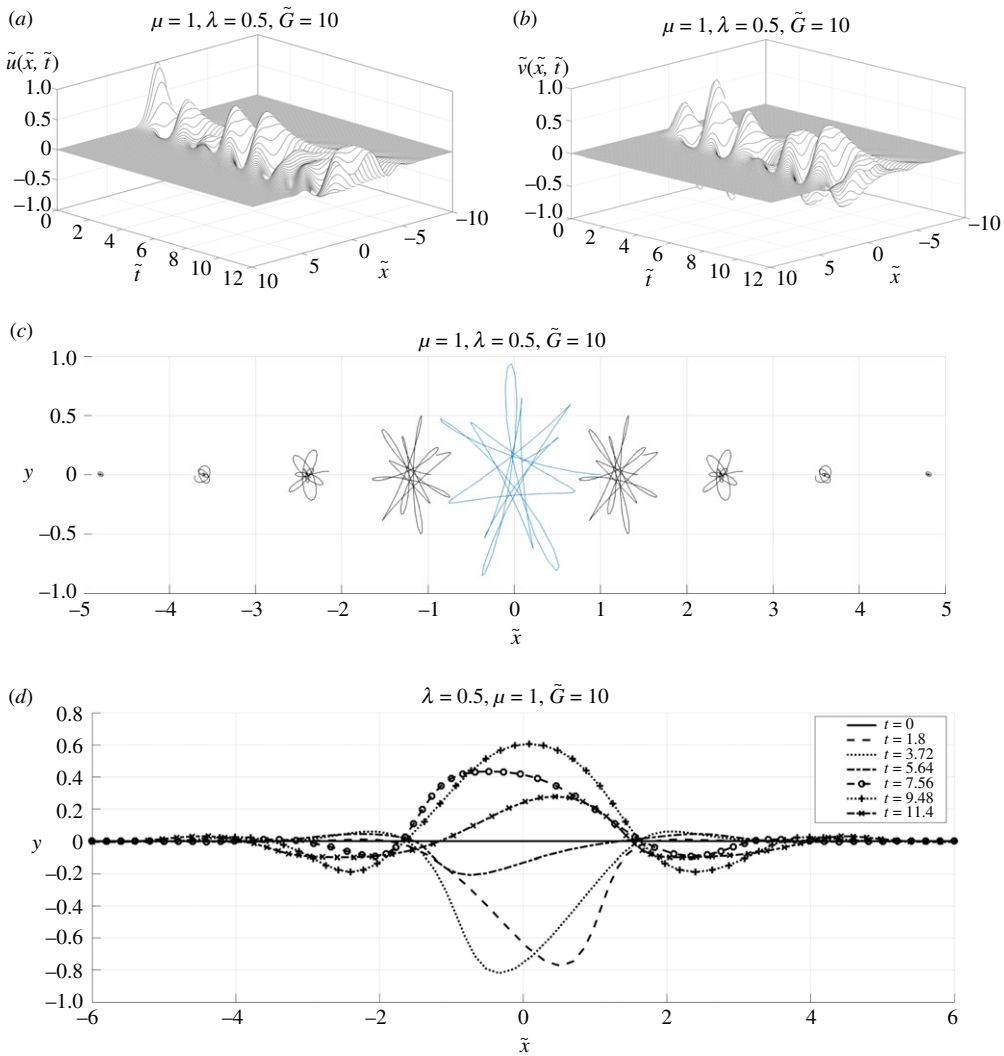 (a) μ = 1, λ = 0.5, G̃ = 10
ũ(x̃, t̃)
1.0
0.5
0
−0.5
−1.0
0
2
4
6
8
10
12
t̃
10
5
0
−5
−10
x̃
(b) μ = 1, λ = 0.5, G̃ = 10
ṽ(x̃, t̃)
1.0
0.5
0
−0.5
−1.0
0
2
4
6
8
10
12
t̃
10
5
0
−5
−10
x̃
(c) μ = 1, λ = 0.5, G̃ = 10
1.0
0.5
y 0
−0.5
−1.0
−5 −4 −3 −2 −1 0 1 2 3 4 5
x̃
(d) λ = 0.5, μ = 1, G̃ = 10
0.8
0.6
0.4
0.2
y 0
−0.2
−0.4
−0.6
−0.8
−1.0
−6 −4 −2 0 2 4 6
x̃
t = 0
t = 1.8
t = 3.72
t = 5.64
t = 7.56
t = 9.48
t = 11.4